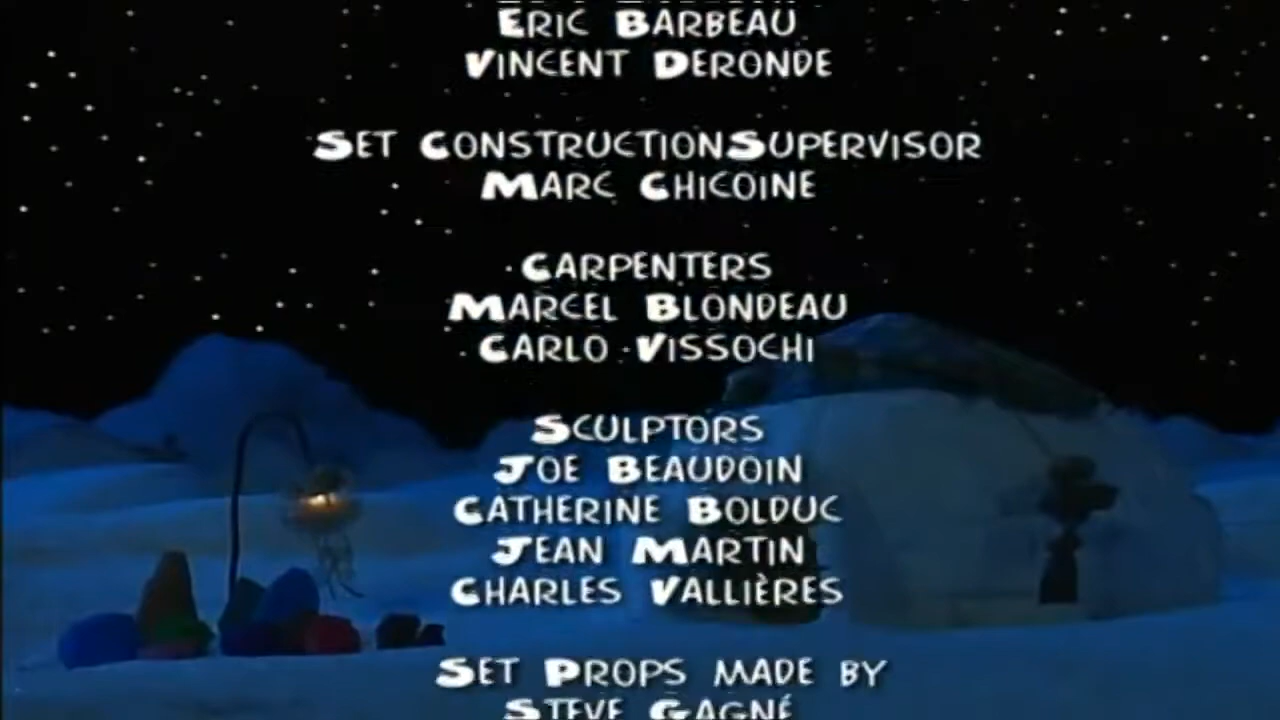 Eric Barbeau
Vincent Deronde
Set ConstructionSupervisor
Marc Chicoine
Carpenters
Marcel Blondeau
Carlo Vissochi
Sculptors
Joe Beaudoin
Catherine Bolduc
Jean Martin
Charles Vallières
Set Props made by
Steve Gagné